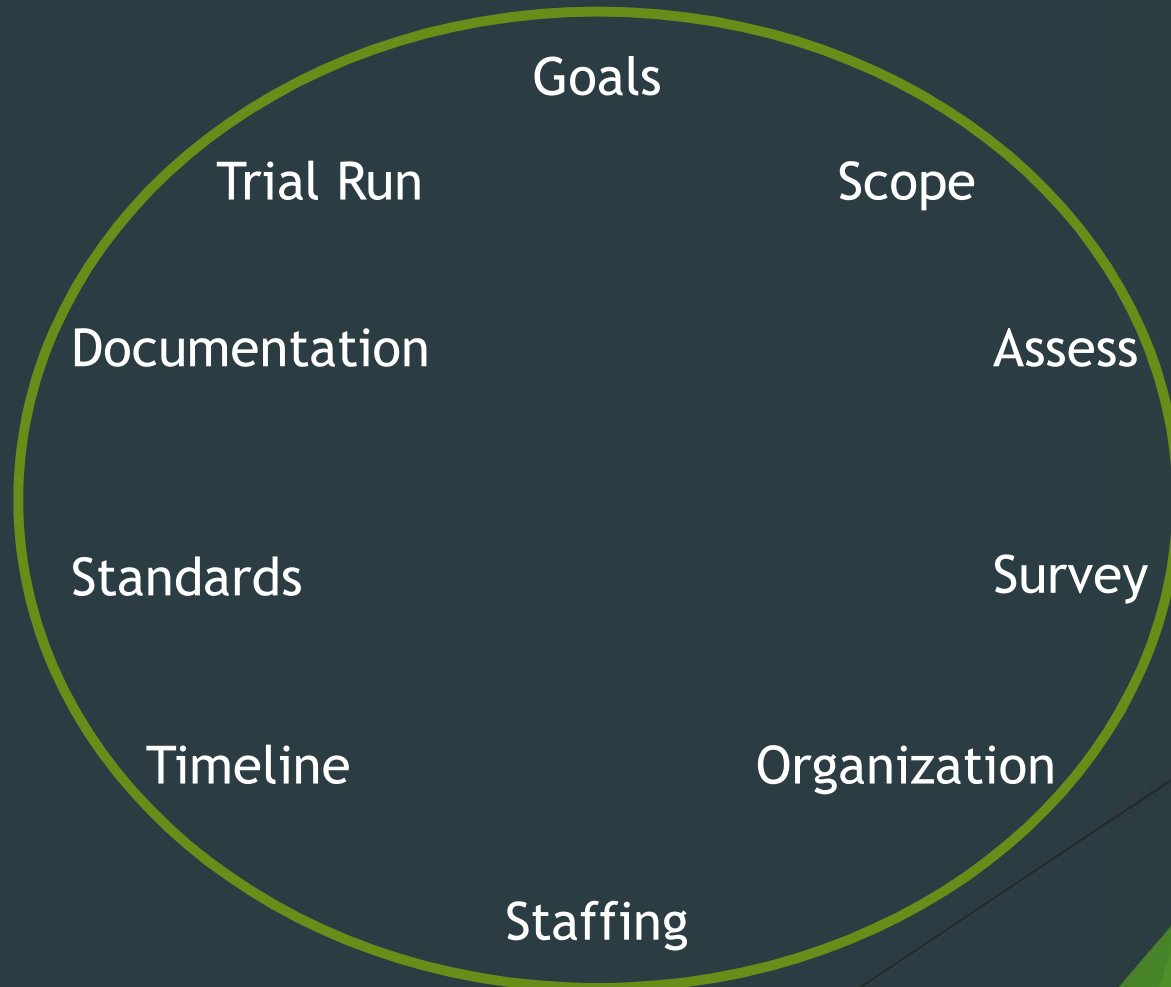 Goals
Trial Run
Scope
Documentation
Assess
Standards
Survey
Timeline
Organization
Staffing